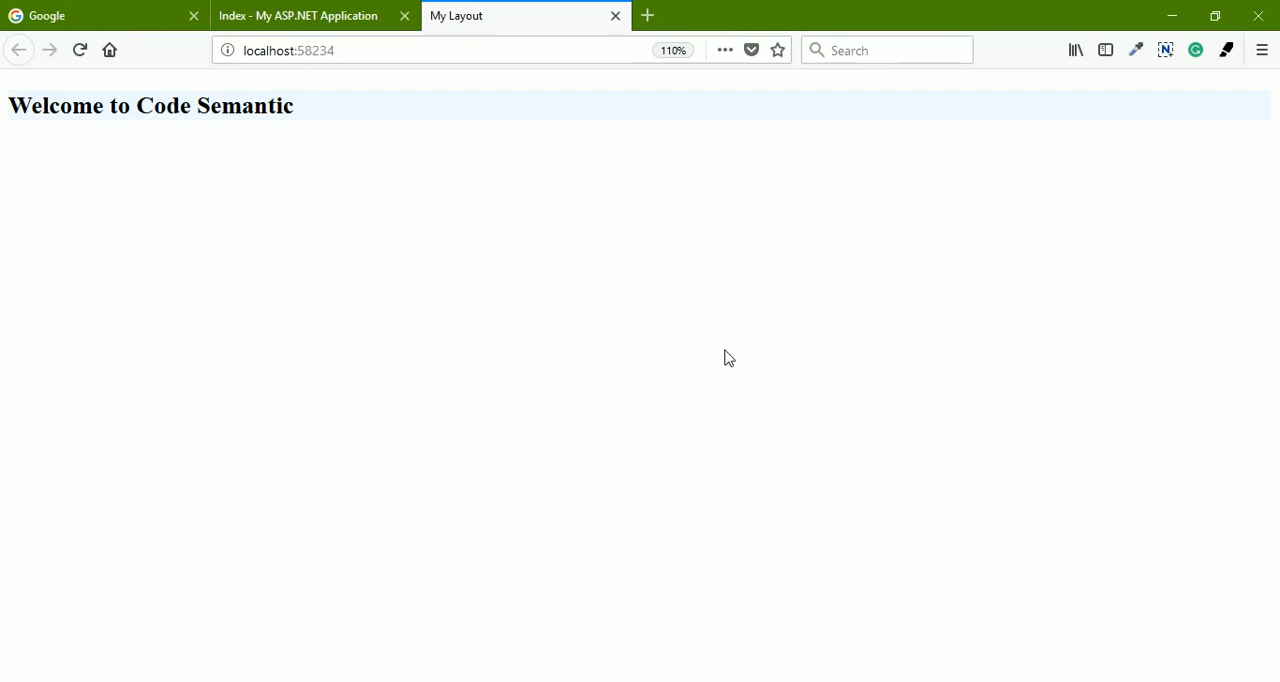 Google
Index - My ASP.NET Application
My Layout
localhost:58234
110%
Search
Welcome to Code Semantic